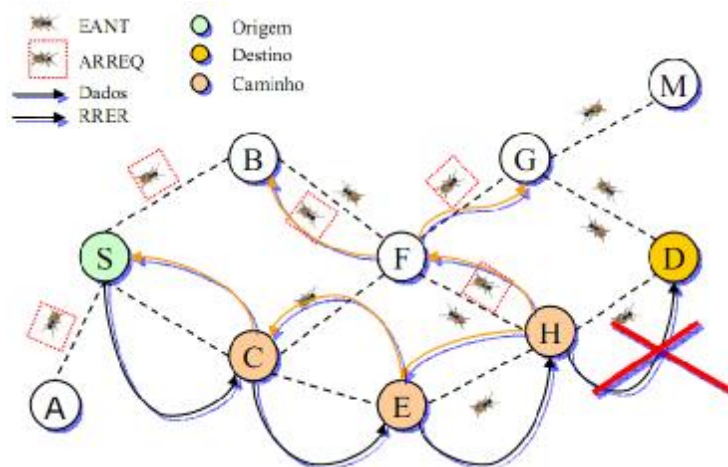 EANT
ARREQ
Dados
RRER
Origem
Destino
Caminho
M
B
G
S
F
D
C
H
A
E